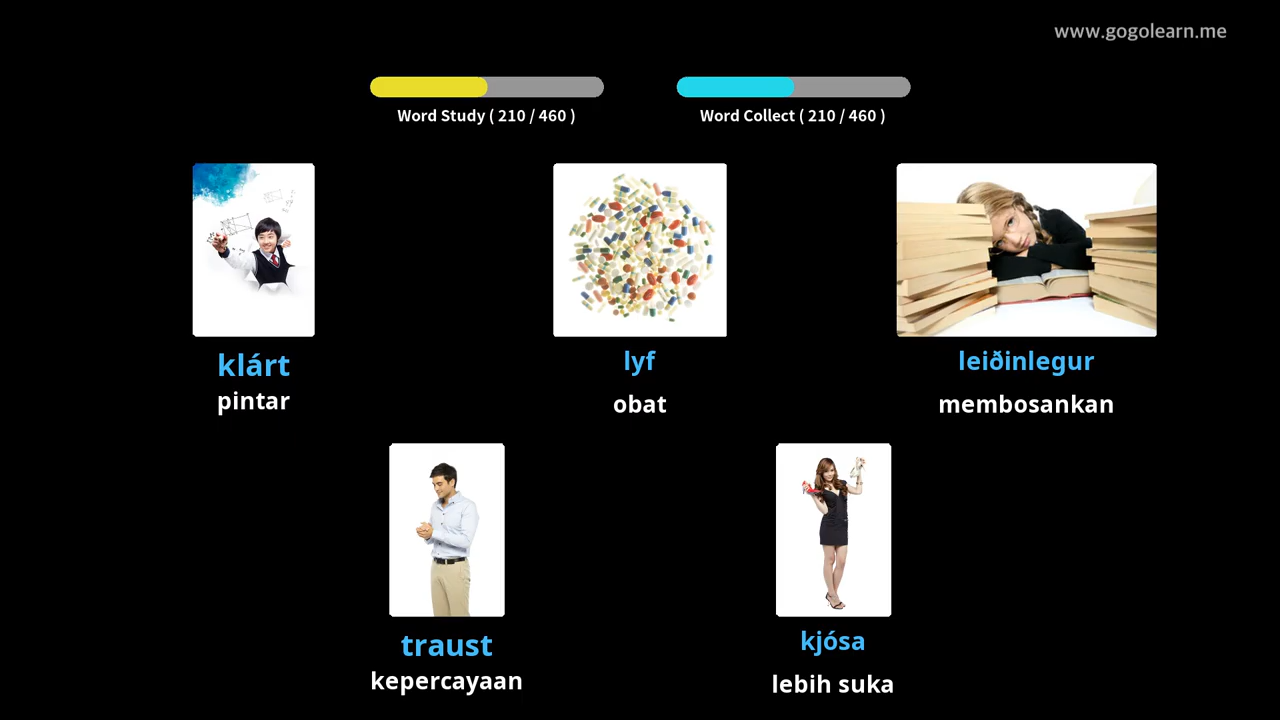 www.gogolearn.me
Word Study ( 210 / 460 )
Word Collect ( 210 / 460 )
klárt
pintar
lyf
obat
leiðinlegur
membosankan
traust
kepercayaan
kjósa
lebih suka